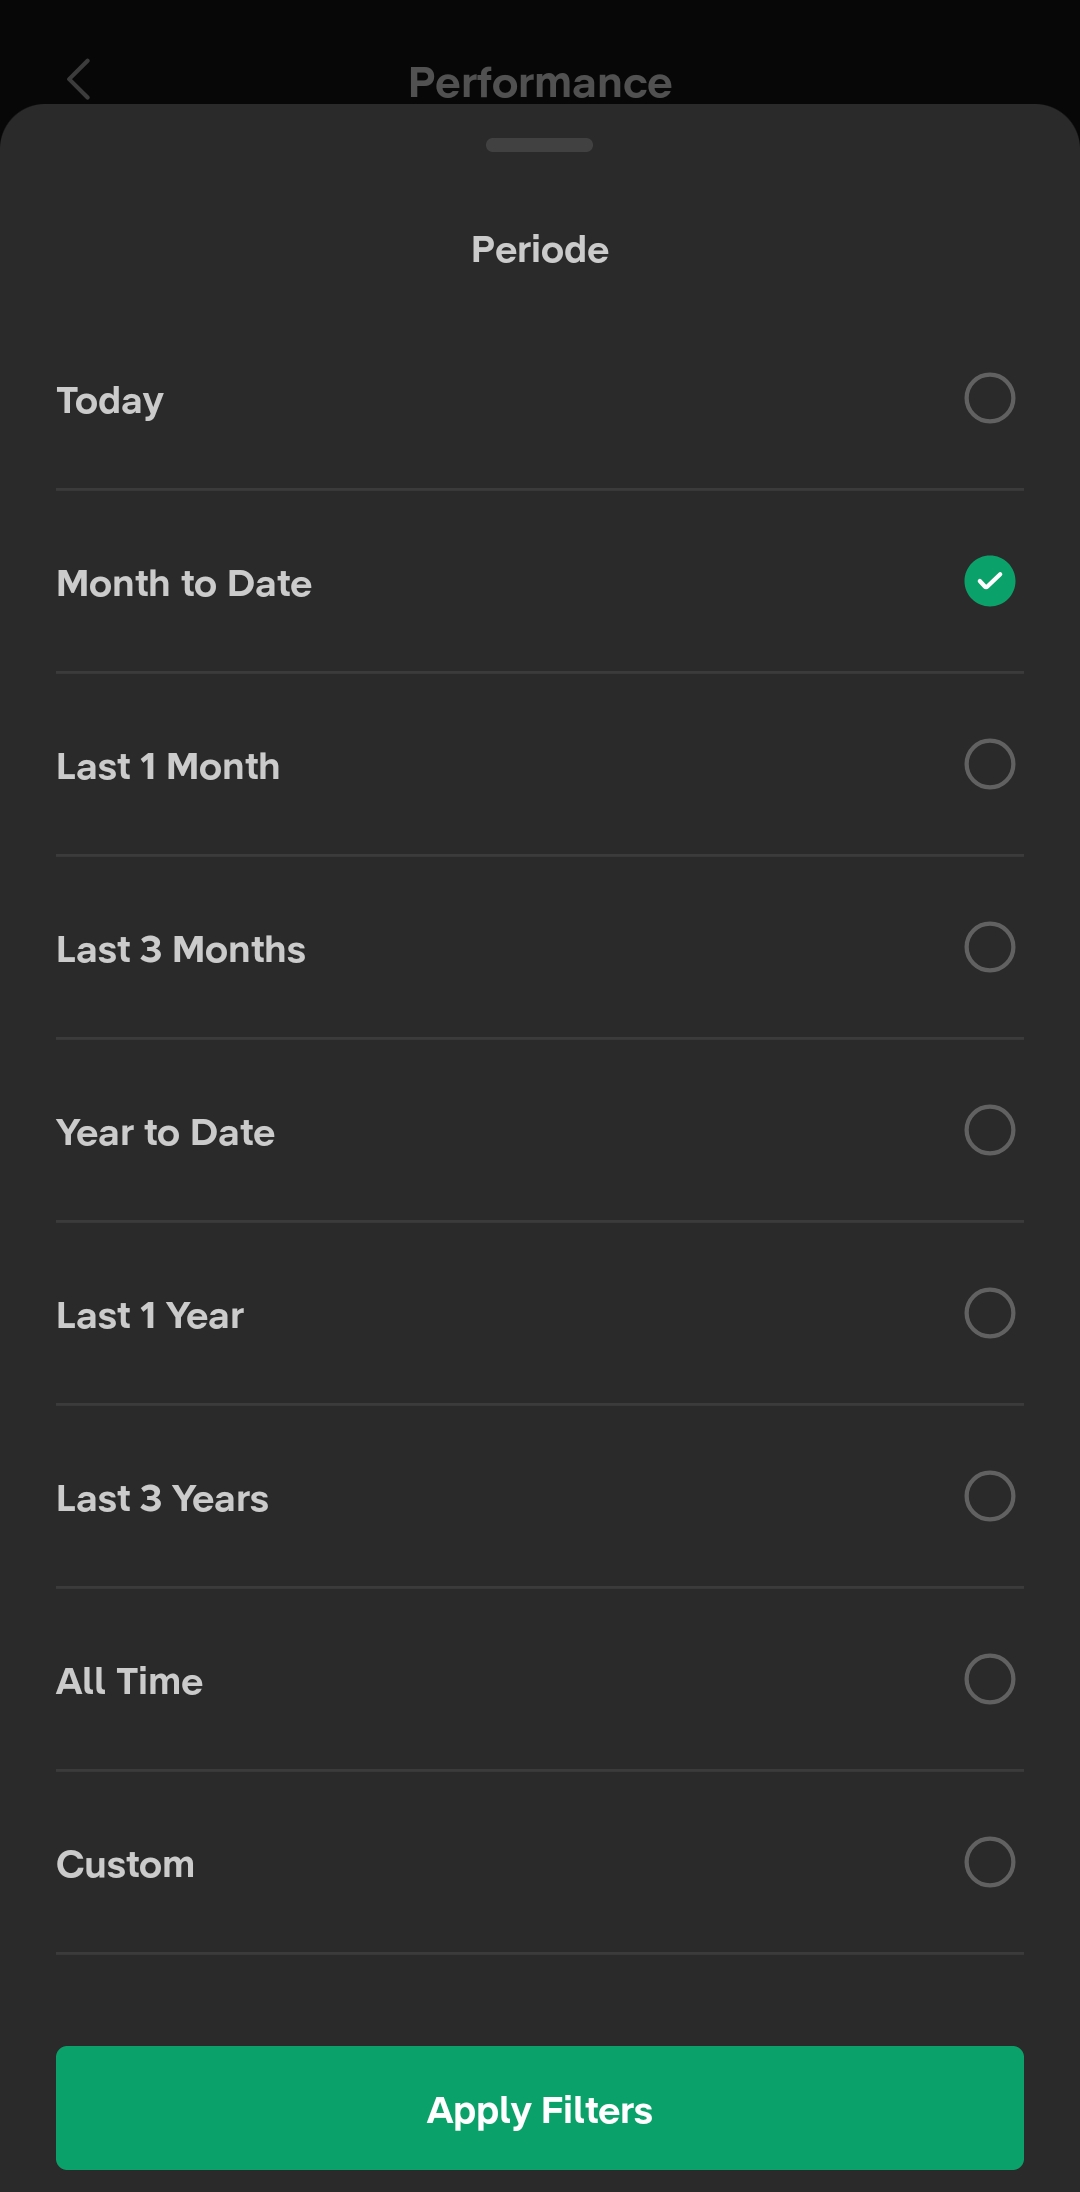 Performance
Periode
Today
Month to Date
Last 1 Month
Last 3 Months
Year to Date
Last 1 Year
Last 3 Years
All Time
Custom
Apply Filters